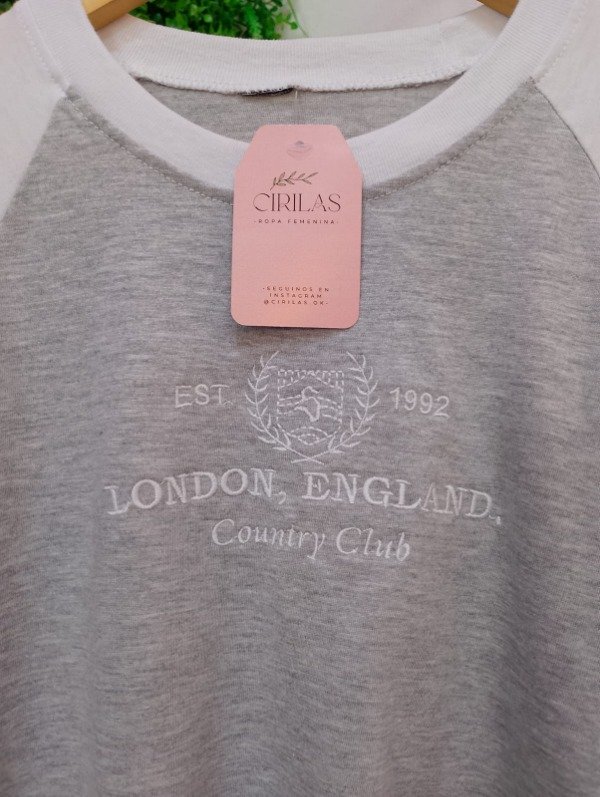 CIRILAS
-ROPA FEMENINA-
-SEGUINOS EN
INSTAGRAM
@CIRILAS.OK-
EST. 1992
LONDON, ENGLAND.
Country Club